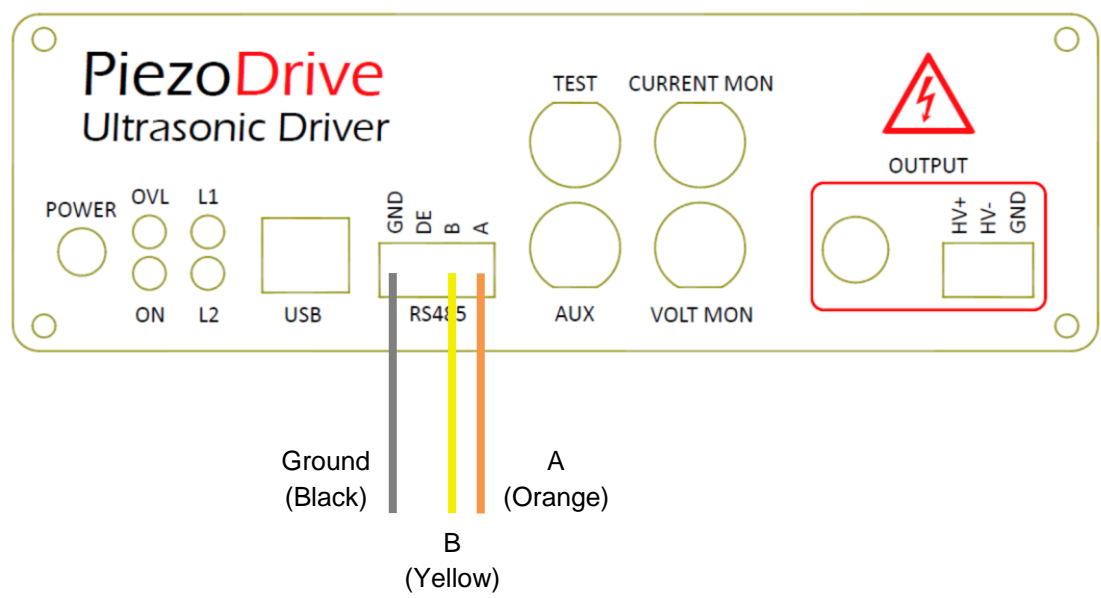 PiezoDrive
Ultrasonic Driver
TEST
CURRENT MON
OUTPUT
POWER
OVL
L1
GND
DE
B
A
HV+
HV-
GND
ON
L2
USB
RS485
AUX
VOLT MON
Ground
(Black)
A
(Orange)
B
(Yellow)